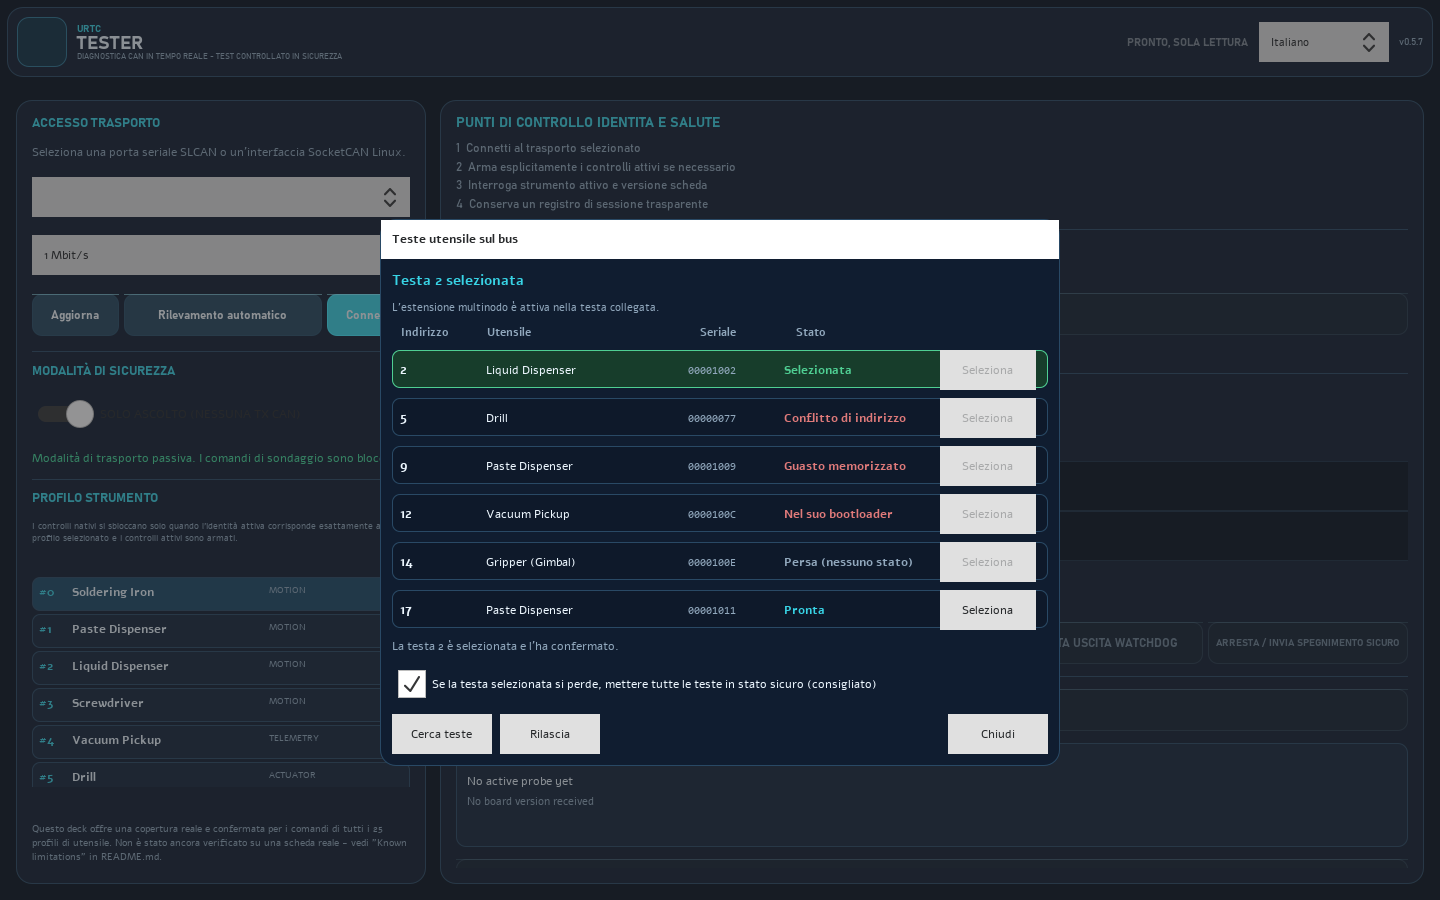 URTC
TESTER
DIAGNOSTICA CAN IN TEMPO REALE - TEST CONTROLLATO IN SICUREZZA
PRONTO, SOLA LETTURA
Italiano
v0.5.7
ACCESSO TRASPORTO
Seleziona una porta seriale SLCAN o un'interfaccia SocketCAN Linux.
1 Mbit/s
Aggiorna
Rilevamento automatico
Conne
MODALITÀ DI SICUREZZA
SOLO ASCOLTO (NESSUNA TX CAN)
Modalità di trasporto passiva. I comandi di sondaggio sono bloc
PROFILO STRUMENTO
I controlli nativi si sbloccano solo quando l'identità attiva corrisponde esattamente a
profilo selezionato e i controlli attivi sono armati.
#0 Soldering Iron MOTION
#1 Paste Dispenser MOTION
#2 Liquid Dispenser MOTION
#3 Screwdriver MOTION
#4 Vacuum Pickup TELEMETRY
#5 Drill ACTUATOR
Questo deck offre una copertura reale e confermata per i comandi di tutti i 25
profili di utensile. Non è stato ancora verificato su una scheda reale - vedi "Known
limitations" in README.md.
PUNTI DI CONTROLLO IDENTITA E SALUTE
1 Connetti al trasporto selezionato
2 Arma esplicitamente i controlli attivi se necessario
3 Interroga strumento attivo e versione scheda
4 Conserva un registro di sessione trasparente
Teste utensile sul bus
Testa 2 selezionata
L'estensione multinodo è attiva nella testa collegata.
Indirizzo Utensile Seriale Stato
2 Liquid Dispenser 00001002 Selezionata Seleziona
5 Drill 00000077 Conflitto di indirizzo Seleziona
9 Paste Dispenser 00001009 Guasto memorizzato Seleziona
12 Vacuum Pickup 0000100C Nel suo bootloader Seleziona
14 Gripper (Gimbal) 0000100E Persa (nessuno stato) Seleziona
17 Paste Dispenser 00001011 Pronta Seleziona
La testa 2 è selezionata e l'ha confermato.
Se la testa selezionata si perde, mettere tutte le teste in stato sicuro (consigliato)
Cerca teste
Rilascia
Chiudi
TA USCITA WATCHDOG
ARRESTA / INVIA SPEGNIMENTO SICURO
No active probe yet
No board version received